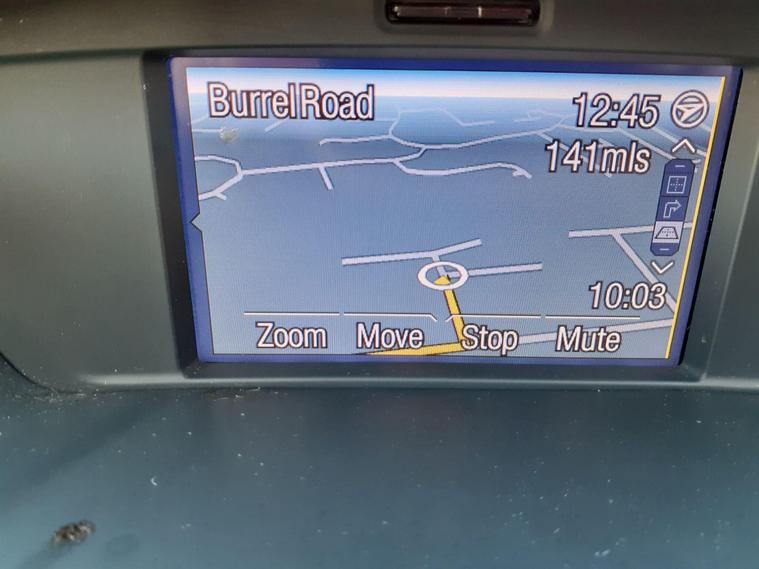 Burrel Road
12:45
141mls
10:03
Zoom Move Stop Mute